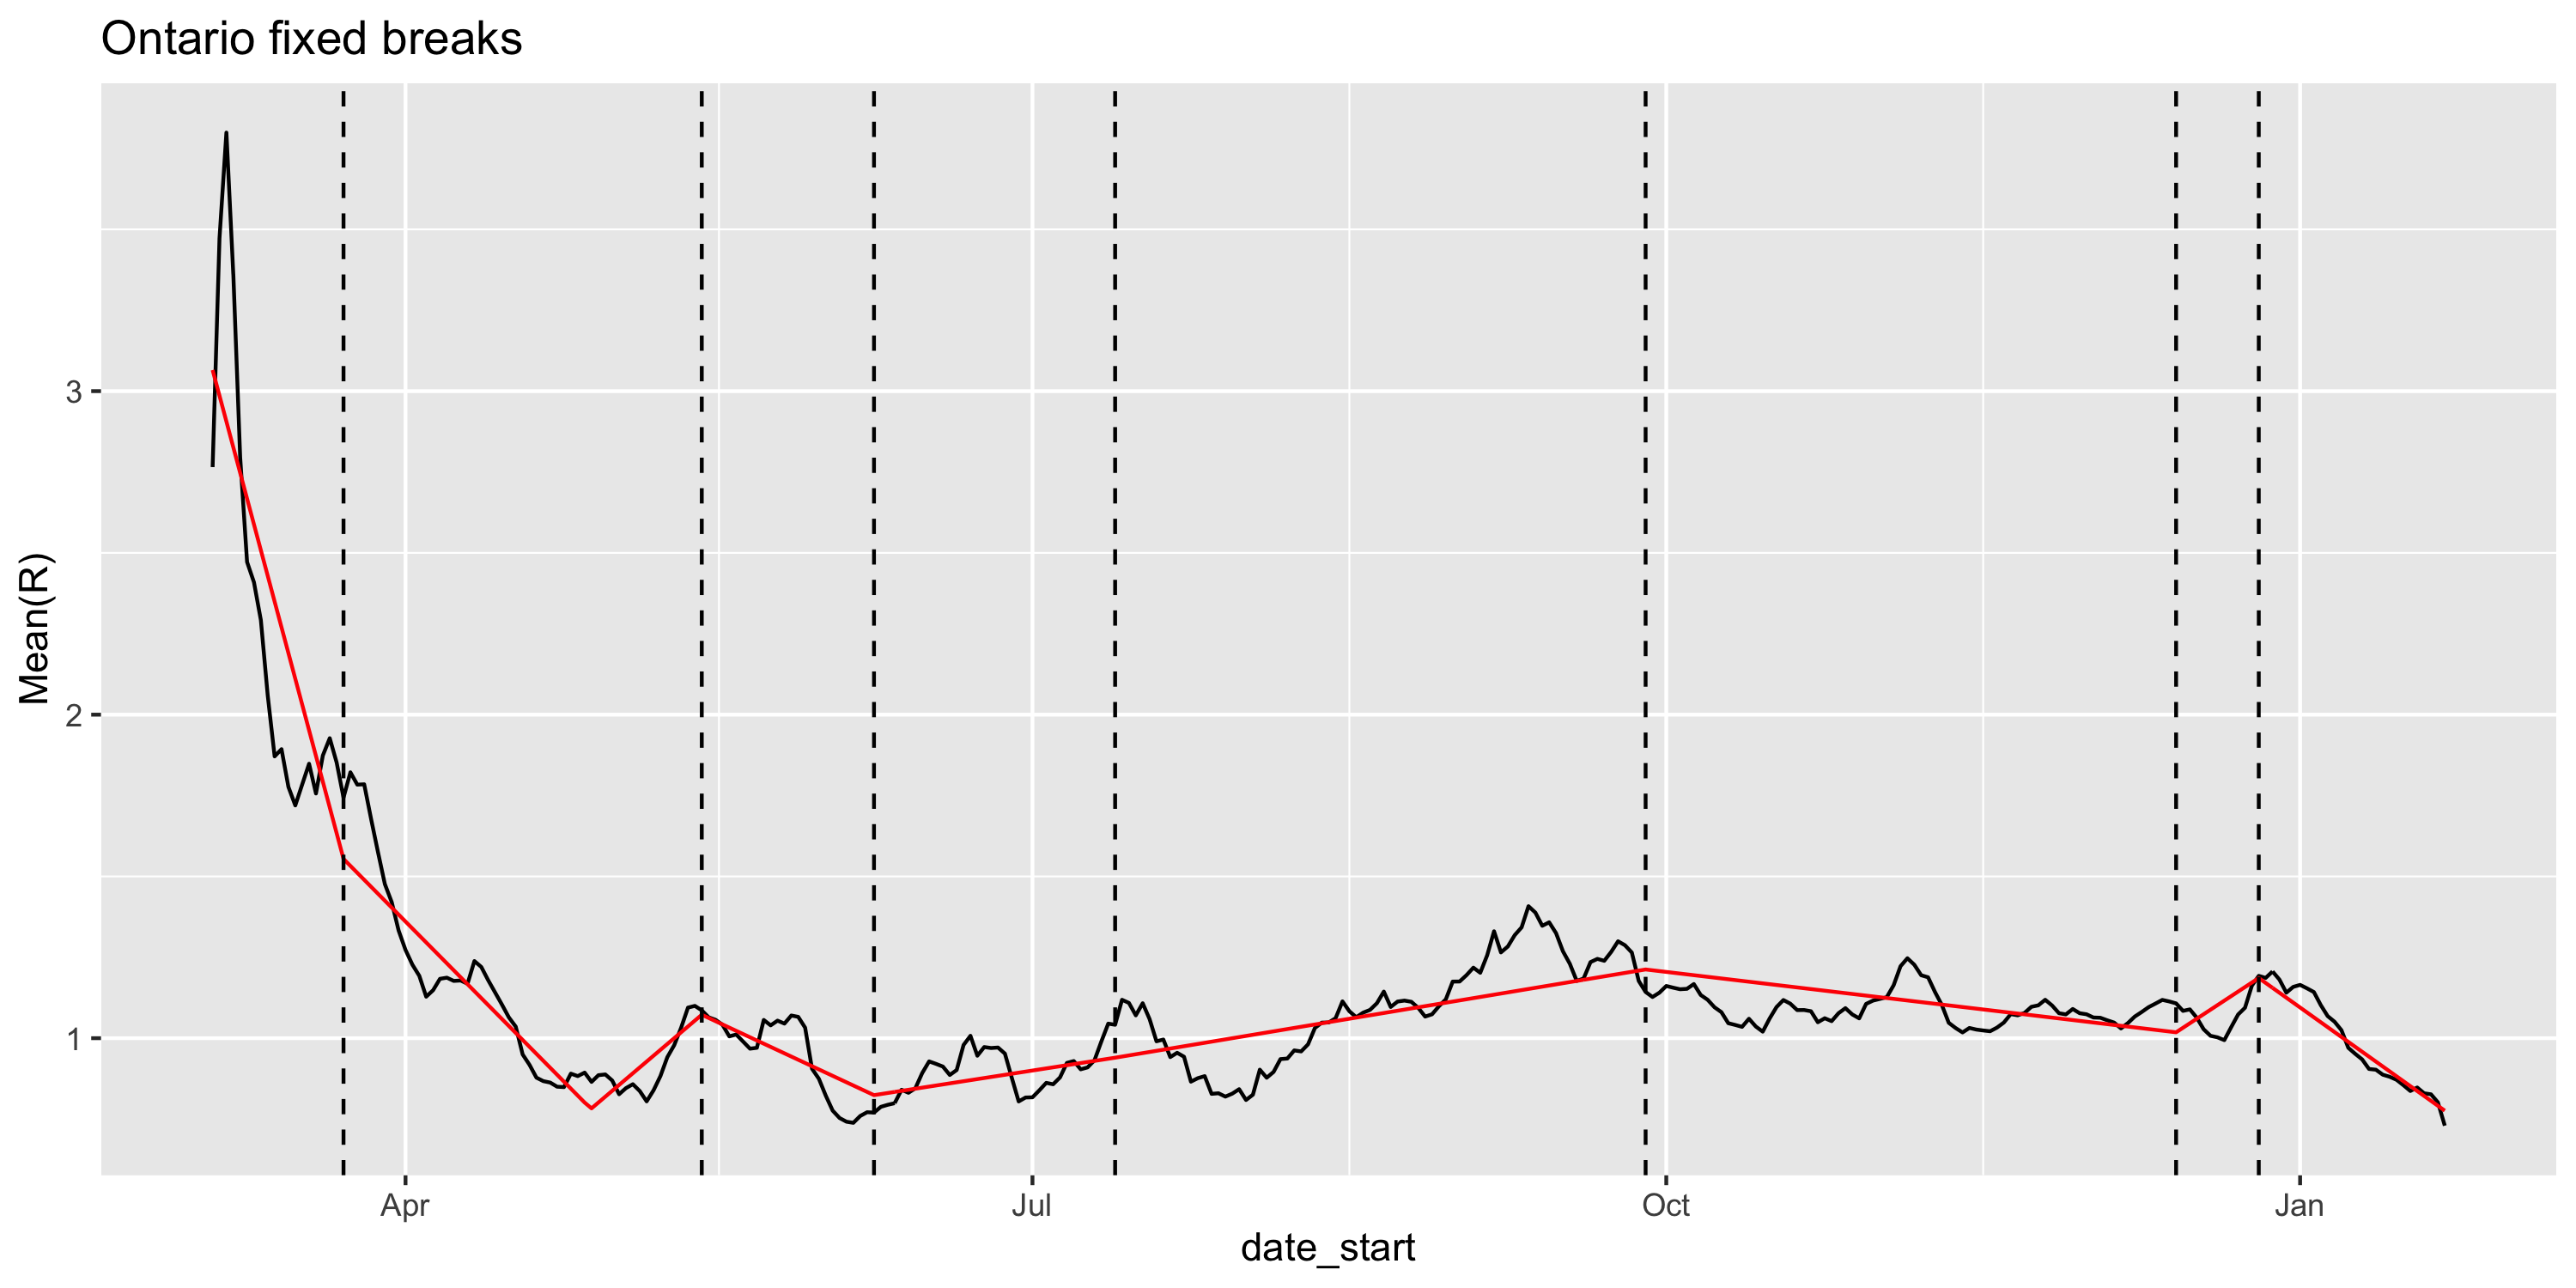 Ontario fixed breaks
Mean(R)
3
2
1
Apr
Jul
Oct
Jan
date_start